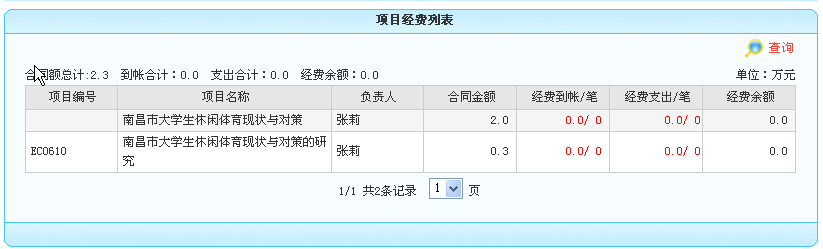 项目经费列表
查询
合同额总计:2.3 到帐合计：0.0 支出合计：0.0 经费余额：0.0 单位：万元
项目编号 项目名称 负责人 合同金额 经费到帐/笔 经费支出/笔 经费余额
南昌市大学生休闲体育现状与对策 张莉 2.0 0.0/ 0 0.0/ 0 0.0
EC0610 南昌市大学生休闲体育现状与对策的研 张莉 0.3 0.0/ 0 0.0/ 0 0.0
究
1/1 共2条记录 1 页